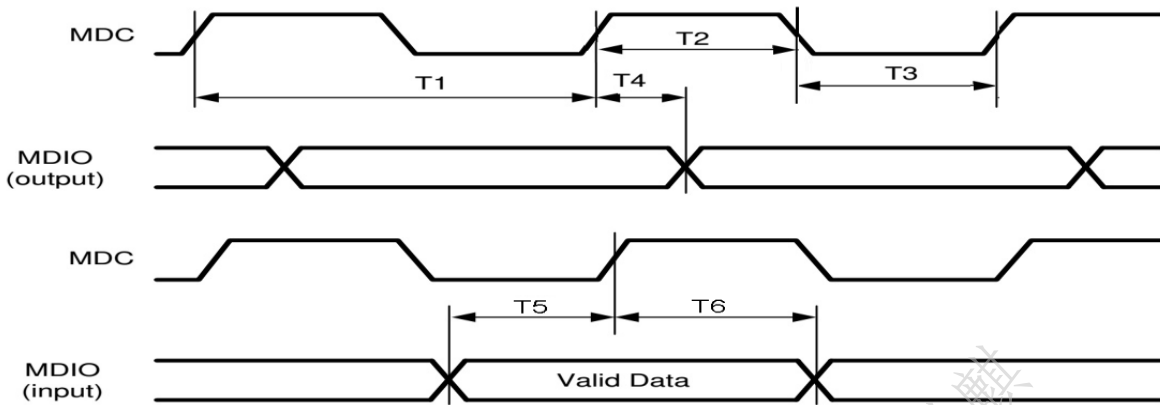 MDC
T1
T2
T3
T4
MDIO
(output)
MDC
T5
T6
MDIO
(input)
Valid Data